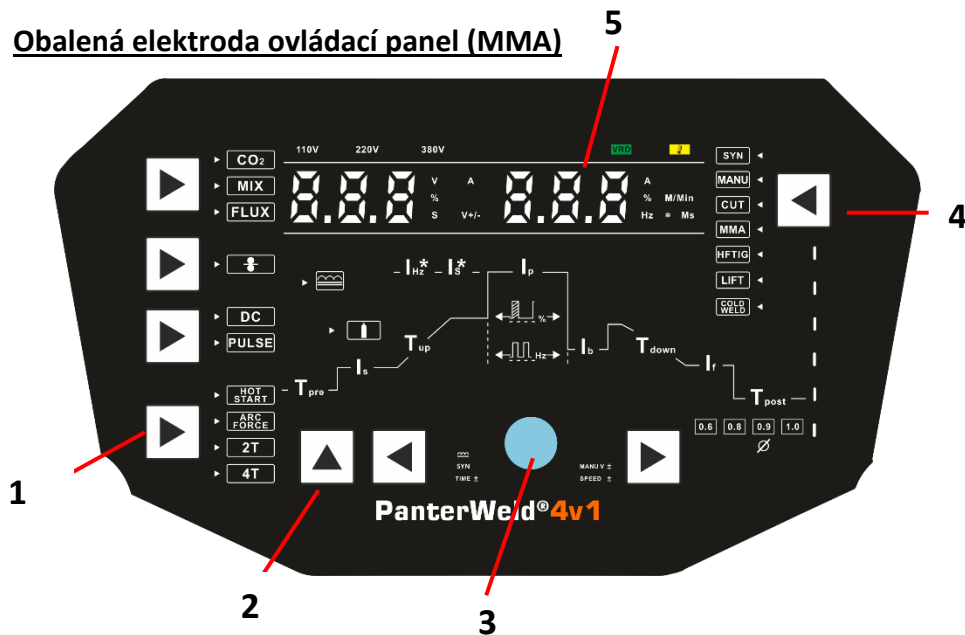 Obalená elektroda ovládací panel (MMA)
5
110V 220V 380V VRD
CO2
MIX
FLUX
8.8.8 V A
%
S V+/-
8.8.8 A
% M/Min
Hz * Ms
SYN
MANU
CUT
MMA
HFTIG
LIFT
COLD
WELD
4
DC
PULSE
IHz* IS* Ip
%
Hz
Tpre Is Tup Ib Tdown If Tpost
HOT
START
ARC
FORCE
2T
4T
0.6 0.8 0.9 1.0
Ø
1
SYN
TIME ±
MANU V ±
SPEED ±
PanterWeld®4v1
2
3